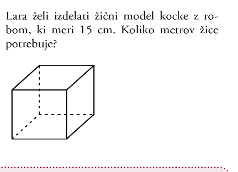 Lara želi izdelati žični model kocke z ro-
bom, ki meri 15 cm. Koliko metrov žice
potrebuje?